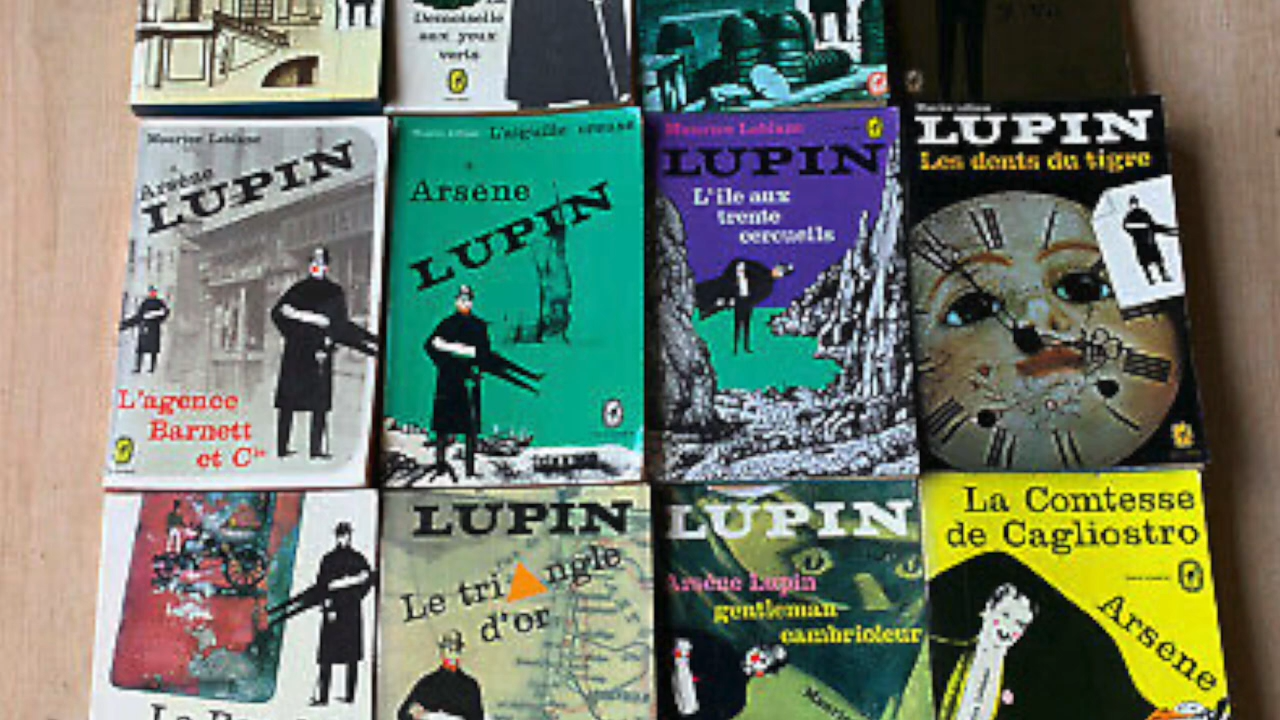 Demoiselle
aux yeux
verts
Maurice Leblanc
Arsène
LUPIN
L'agence
Barnett
et Cie
L'aiguille creuse
Arsène
LUPIN
Maurice Leblanc
LUPIN
L'île aux
trente
cercueils
LUPIN
Les dents du tigre
LUPIN
Le triangle
d'or
LUPIN
Arsène Lupin
gentleman
cambrioleur
La Comtesse
de Cagliostro
Arsène